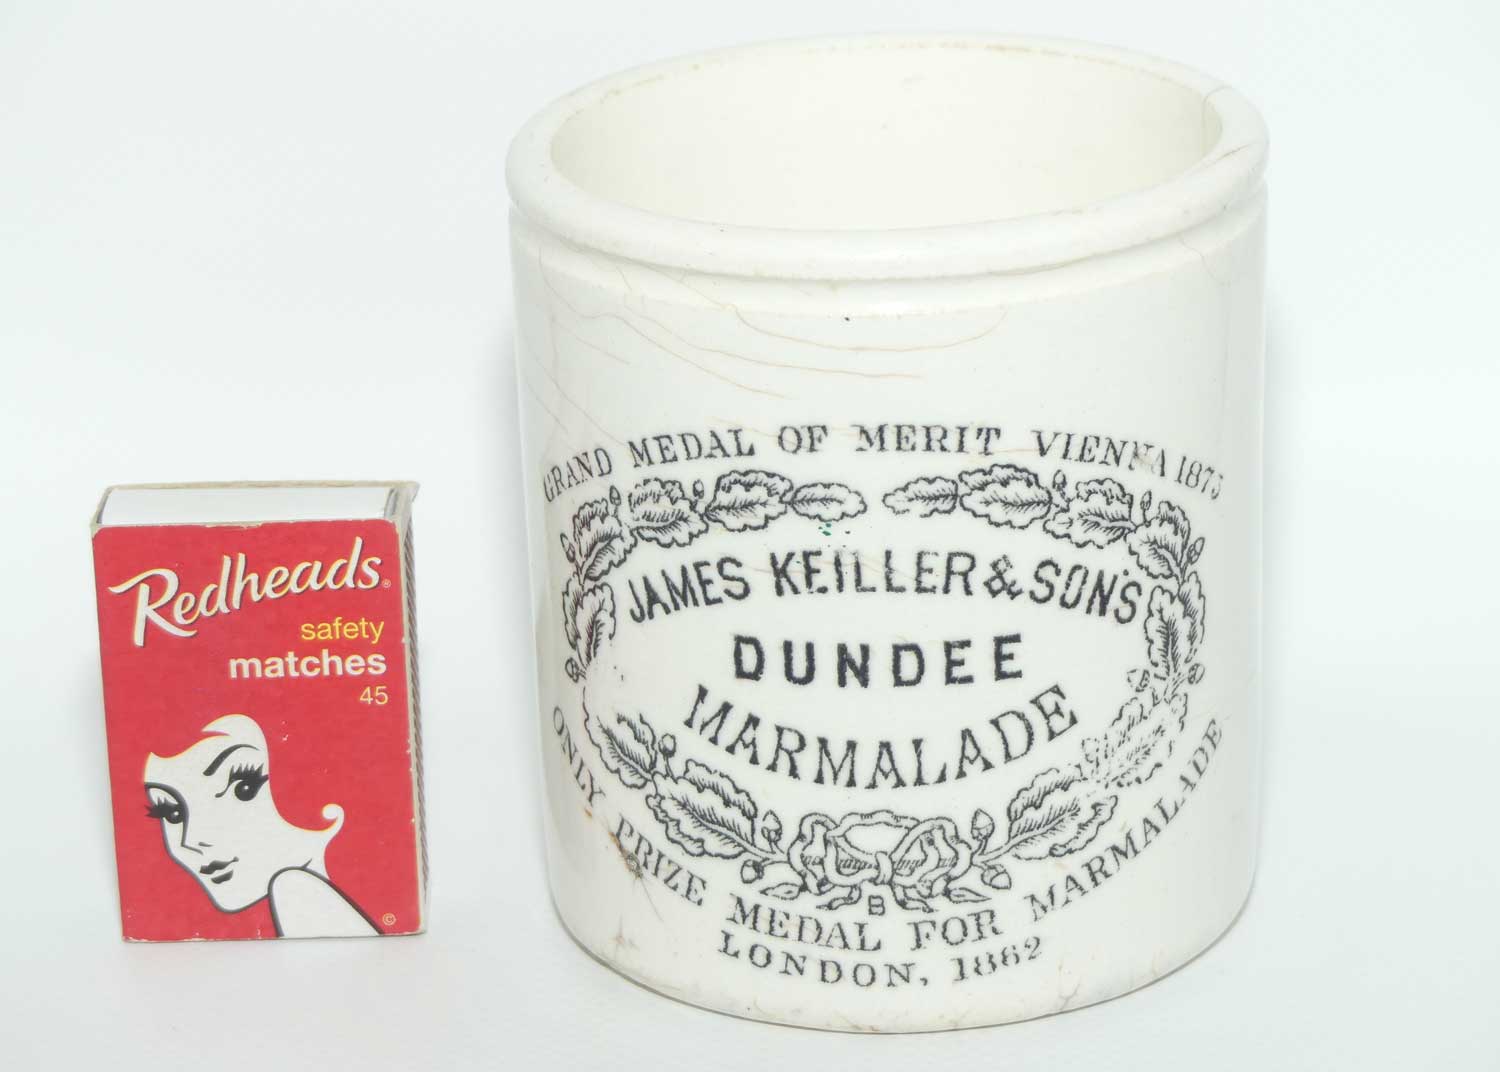 Redheads®
safety
matches
45
©
GRAND MEDAL OF MERIT VIENNA 1873
JAMES KEILLER & SON'S
DUNDEE
MARMALADE
B
ONLY PRIZE MEDAL FOR MARMALADE
LONDON, 1862